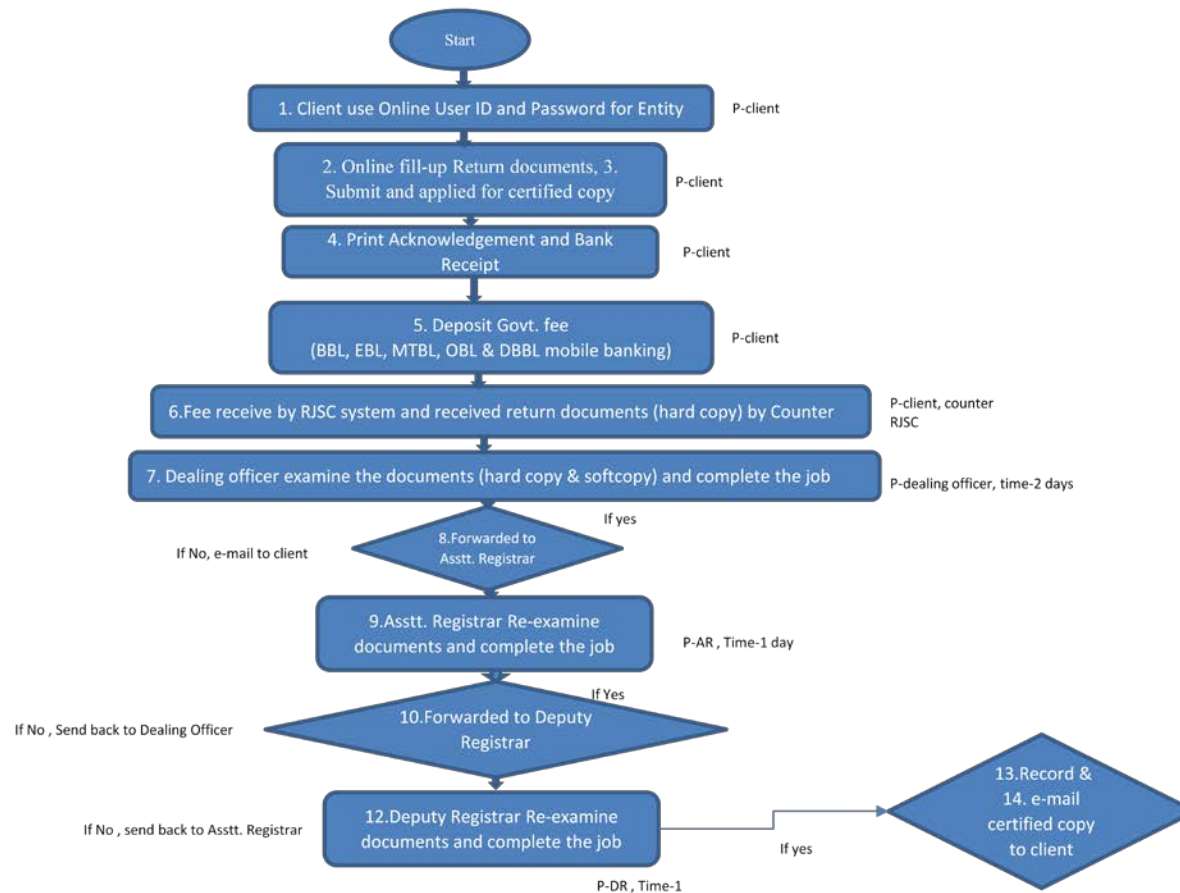 Start
1. Client use Online User ID and Password for Entity
P-client
2. Online fill-up Return documents, 3.
Submit and applied for certified copy
P-client
4. Print Acknowledgement and Bank
Receipt
P-client
5. Deposit Govt. fee
(BBL, EBL, MTBL, OBL & DBBL mobile banking)
P-client
6.Fee receive by RJSC system and received return documents (hard copy) by Counter
P-client, counter
RJSC
7. Dealing officer examine the documents (hard copy & softcopy) and complete the job
P-dealing officer, time-2 days
If yes
8.Forwarded to
Asstt. Registrar
If No, e-mail to client
9.Asstt. Registrar Re-examine
documents and complete the job
P-AR , Time-1 day
If Yes
10.Forwarded to Deputy
Registrar
If No , Send back to Dealing Officer
12.Deputy Registrar Re-examine
documents and complete the job
If No , send back to Asstt. Registrar
P-DR , Time-1
If yes
13.Record &
14. e-mail
certified copy
to client